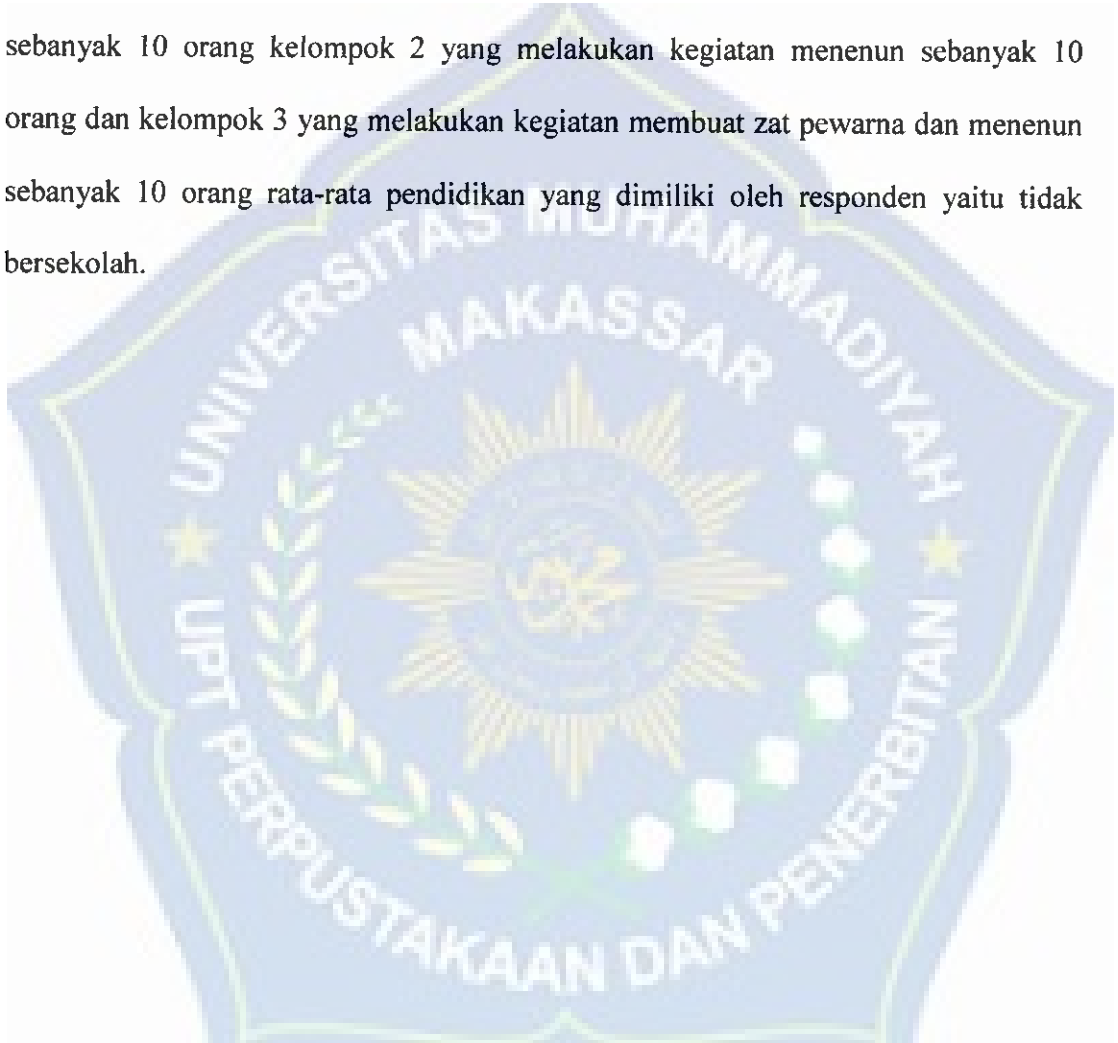 sebanyak 10 orang kelompok 2 yang melakukan kegiatan menenun sebanyak 10
orang dan kelompok 3 yang melakukan kegiatan membuat zat pewarna dan menenun
sebanyak 10 orang rata-rata pendidikan yang dimiliki oleh responden yaitu tidak
bersekolah.
UNIVERSITAS MUHAMMADIYAH
MAKASSAR
UPT PERPUSTAKAAN DAN PENERBITAN